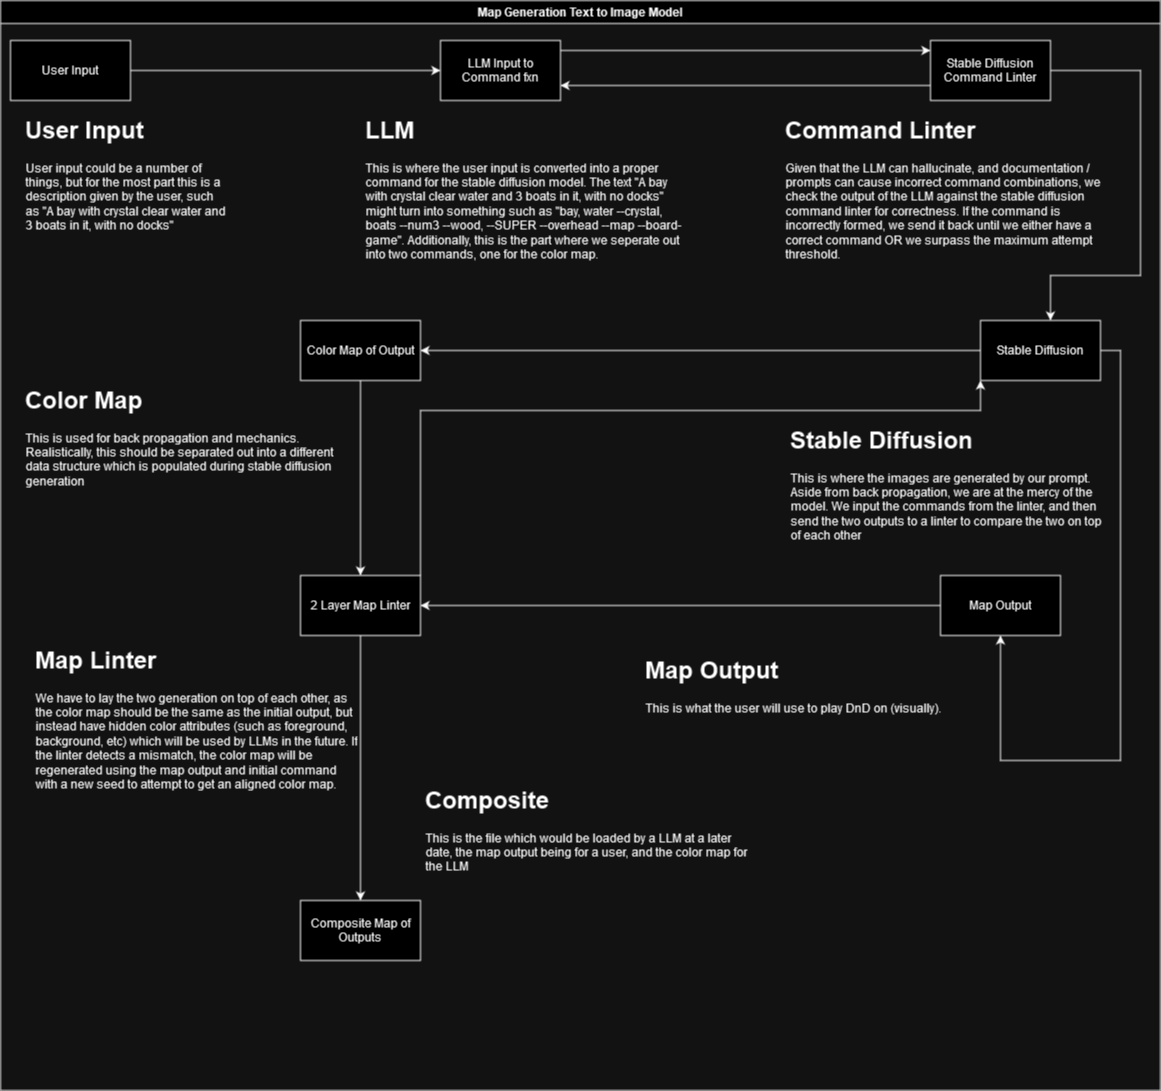 Map Generation Text to Image Model
User Input
LLM Input to
Command fxn
Stable Diffusion
Command Linter
User Input
User input could be a number of
things, but for the most part this is a
description given by the user, such
as "A bay with crystal clear water and
3 boats in it, with no docks"
LLM
This is where the user input is converted into a proper
command for the stable diffusion model. The text "A bay
with crystal clear water and 3 boats in it, with no docks"
might turn into something such as "bay, water --crystal,
boats --num3 --wood, --SUPER --overhead --map --board-
game". Additionally, this is the part where we seperate out
into two commands, one for the color map.
Command Linter
Given that the LLM can hallucinate, and documentation /
prompts can cause incorrect command combinations, we
check the output of the LLM against the stable diffusion
command linter for correctness. If the command is
incorrectly formed, we send it back until we either have a
correct command OR we surpass the maximum attempt
threshold.
Color Map of Output
Stable Diffusion
Color Map
This is used for back propagation and mechanics.
Realistically, this should be separated out into a different
data structure which is populated during stable diffusion
generation
Stable Diffusion
This is where the images are generated by our prompt.
Aside from back propagation, we are at the mercy of the
model. We input the commands from the linter, and then
send the two outputs to a linter to compare the two on top
of each other
2 Layer Map Linter
Map Output
Map Linter
We have to lay the two generation on top of each other, as
the color map should be the same as the initial output, but
instead have hidden color attributes (such as foreground,
background, etc) which will be used by LLMs in the future. If
the linter detects a mismatch, the color map will be
regenerated using the map output and initial command
with a new seed to attempt to get an aligned color map.
Map Output
This is what the user will use to play DnD on (visually).
Composite
This is the file which would be loaded by a LLM at a later
date, the map output being for a user, and the color map for
the LLM
Composite Map of
Outputs